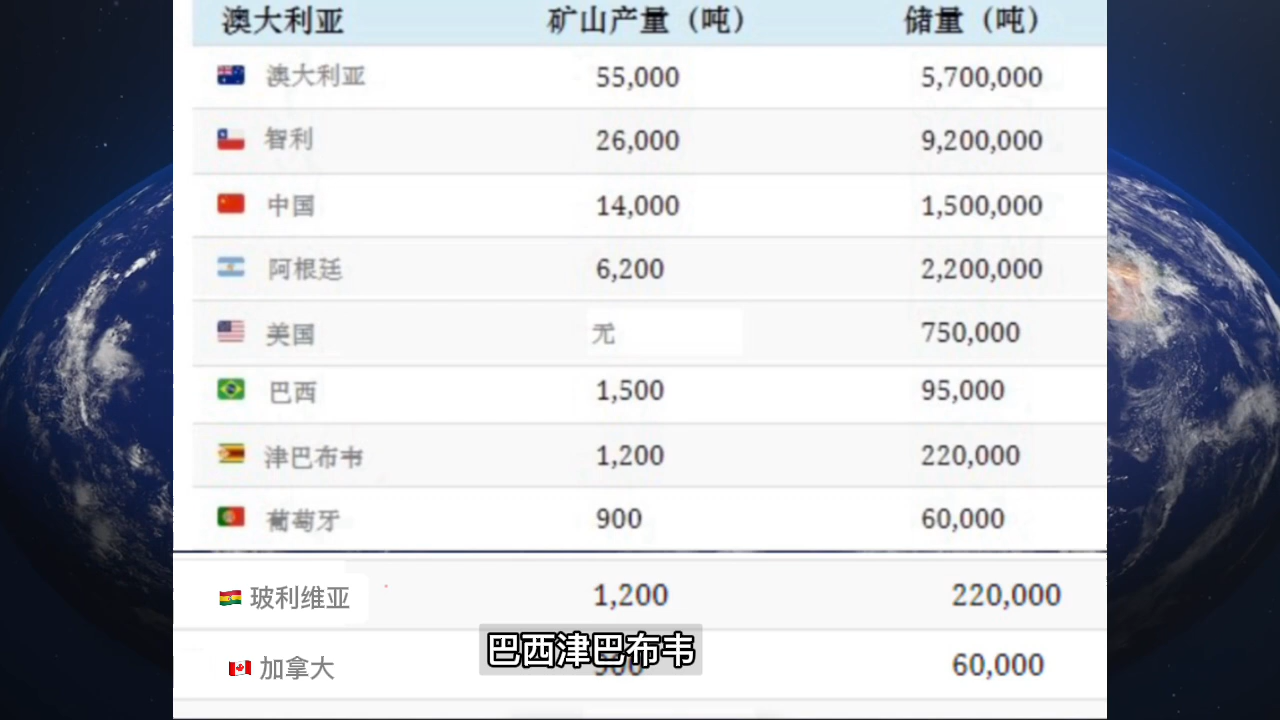 澳大利亚 矿山产量（吨） 储量（吨）
澳大利亚 55,000 5,700,000
智利 26,000 9,200,000
中国 14,000 1,500,000
阿根廷 6,200 2,200,000
美国 无 750,000
巴西 1,500 95,000
津巴布韦 1,200 220,000
葡萄牙 900 60,000
玻利维亚 1,200 220,000
加拿大 900 60,000
巴西津巴布韦